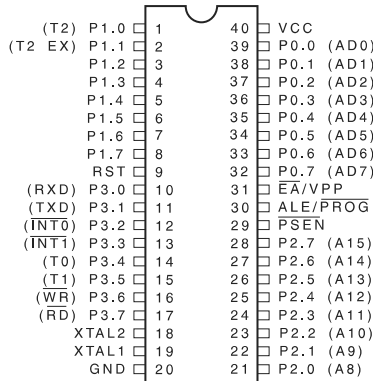 (T2) P1.0 1 40 VCC
(T2 EX) P1.1 2 39 P0.0 (AD0)
P1.2 3 38 P0.1 (AD1)
P1.3 4 37 P0.2 (AD2)
P1.4 5 36 P0.3 (AD3)
P1.5 6 35 P0.4 (AD4)
P1.6 7 34 P0.5 (AD5)
P1.7 8 33 P0.6 (AD6)
RST 9 32 P0.7 (AD7)
(RXD) P3.0 10 31 E̅A̅/VPP
(TXD) P3.1 11 30 ALE/P̅R̅O̅G̅
(I̅N̅T̅0̅) P3.2 12 29 P̅S̅E̅N̅
(I̅N̅T̅1̅) P3.3 13 28 P2.7 (A15)
(T0) P3.4 14 27 P2.6 (A14)
(T1) P3.5 15 26 P2.5 (A13)
(W̅R̅) P3.6 16 25 P2.4 (A12)
(R̅D̅) P3.7 17 24 P2.3 (A11)
XTAL2 18 23 P2.2 (A10)
XTAL1 19 22 P2.1 (A9)
GND 20 21 P2.0 (A8)